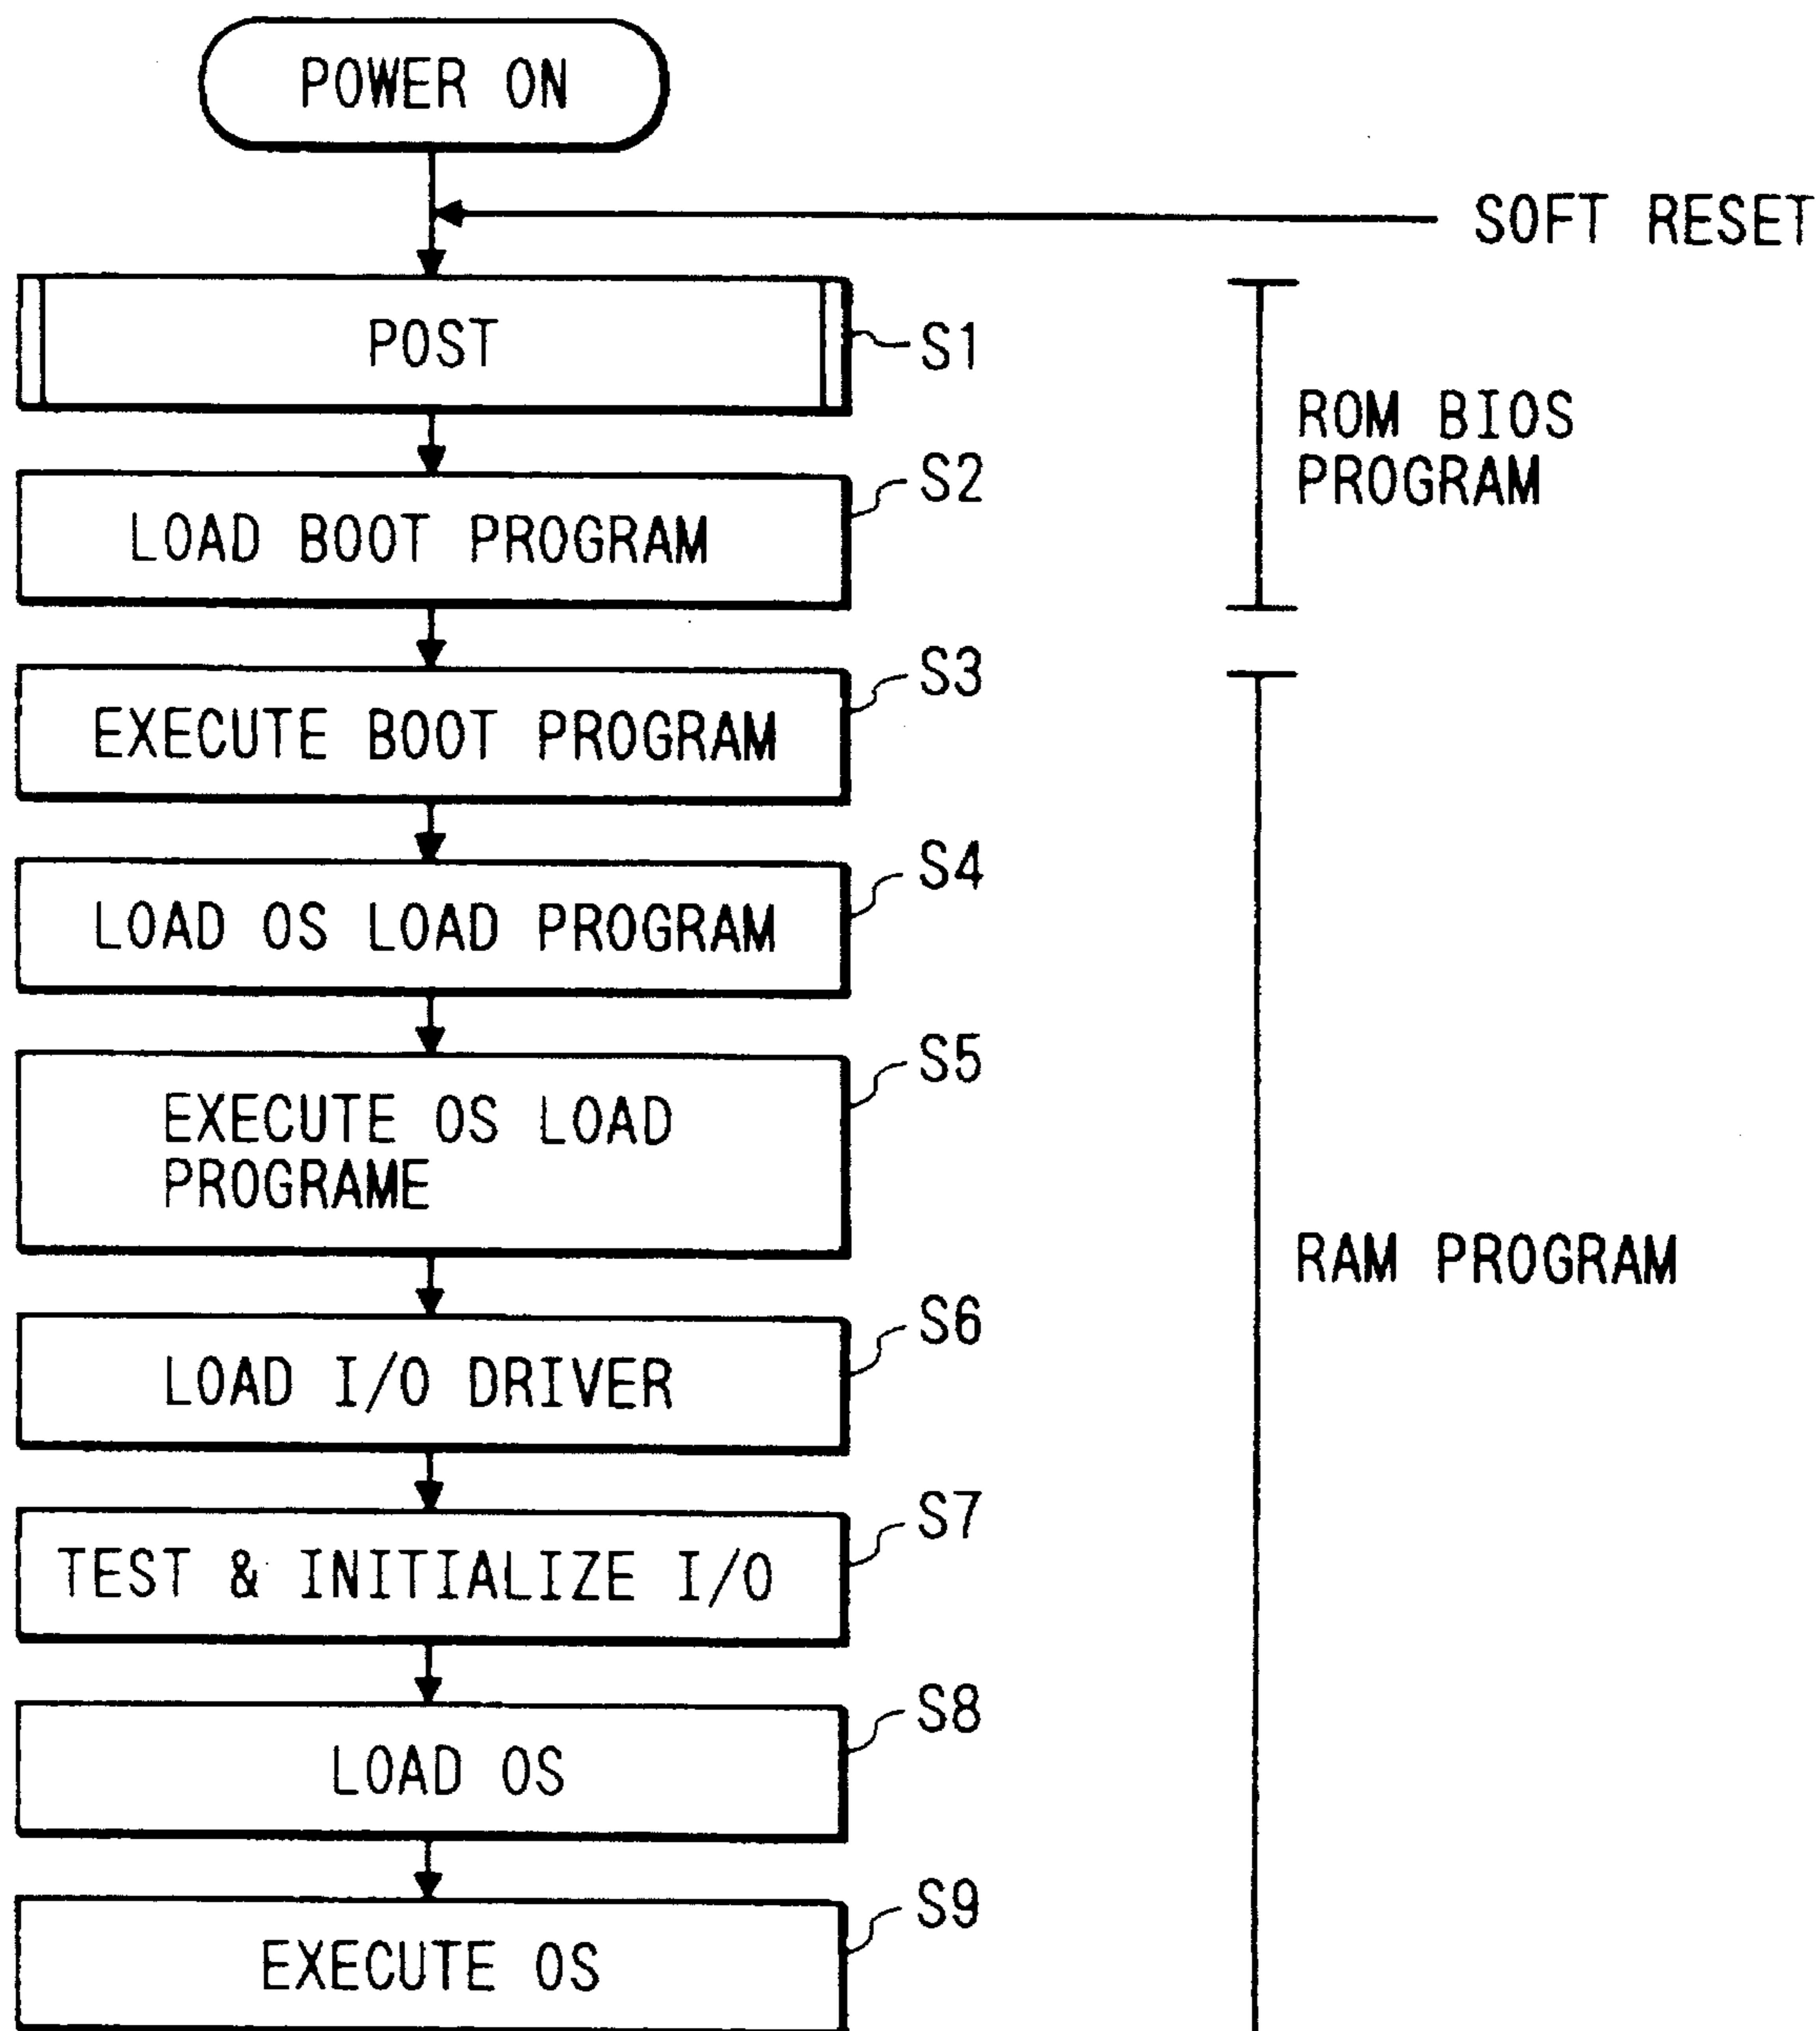 POWER ON
SOFT RESET
POST
S1
ROM BIOS
PROGRAM
LOAD BOOT PROGRAM
S2
EXECUTE BOOT PROGRAM
S3
LOAD OS LOAD PROGRAM
S4
EXECUTE OS LOAD
PROGRAME
S5
RAM PROGRAM
LOAD I/O DRIVER
S6
TEST & INITIALIZE I/O
S7
LOAD OS
S8
EXECUTE OS
S9